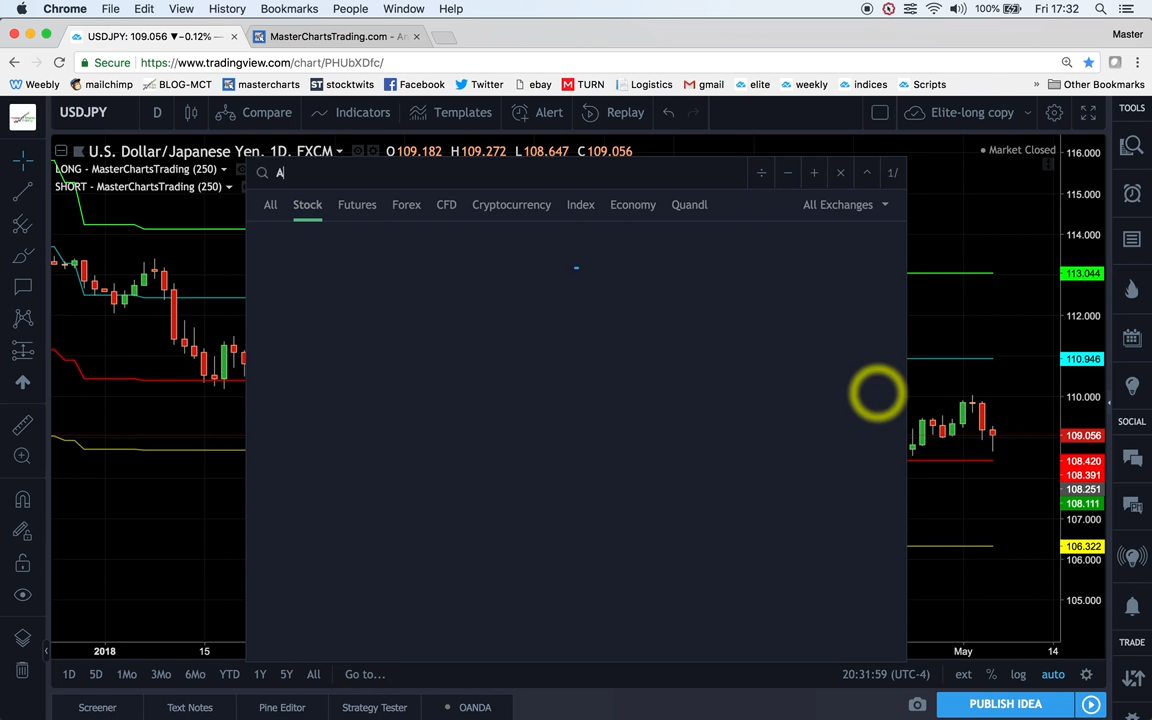 Chrome File Edit View History Bookmarks People Window Help 100% Fri 17:32
USDJPY: 109.056 ▼−0.12% × MasterChartsTrading.com - An × Master
Secure https://www.tradingview.com/chart/PHUbXDfc/
Weebly mailchimp BLOG-MCT mastercharts ST stocktwits Facebook Twitter ebay TURN Logistics gmail elite weekly indices Scripts » Other Bookmarks
USDJPY D Compare Indicators Templates Alert Replay Elite-long copy TOOLS
U.S. Dollar/Japanese Yen, 1D, FXCM O109.182 H109.272 L108.647 C109.056 Market Closed 116.000
LONG - MasterChartsTrading (250)
A ÷ − + × ^ 1/
SHORT - MasterChartsTrading (250)
115.000
All Stock Futures Forex CFD Cryptocurrency Index Economy Quandl All Exchanges
114.000
113.044
112.000
110.946
110.000
SOCIAL
109.056
108.420
108.391
108.251
108.111
107.000
106.322
106.000
105.000
TRADE
2018 15 May 14
1D 5D 1Mo 3Mo 6Mo YTD 1Y 5Y All Go to... 20:31:59 (UTC-4) ext % log auto
Screener Text Notes Pine Editor Strategy Tester OANDA PUBLISH IDEA